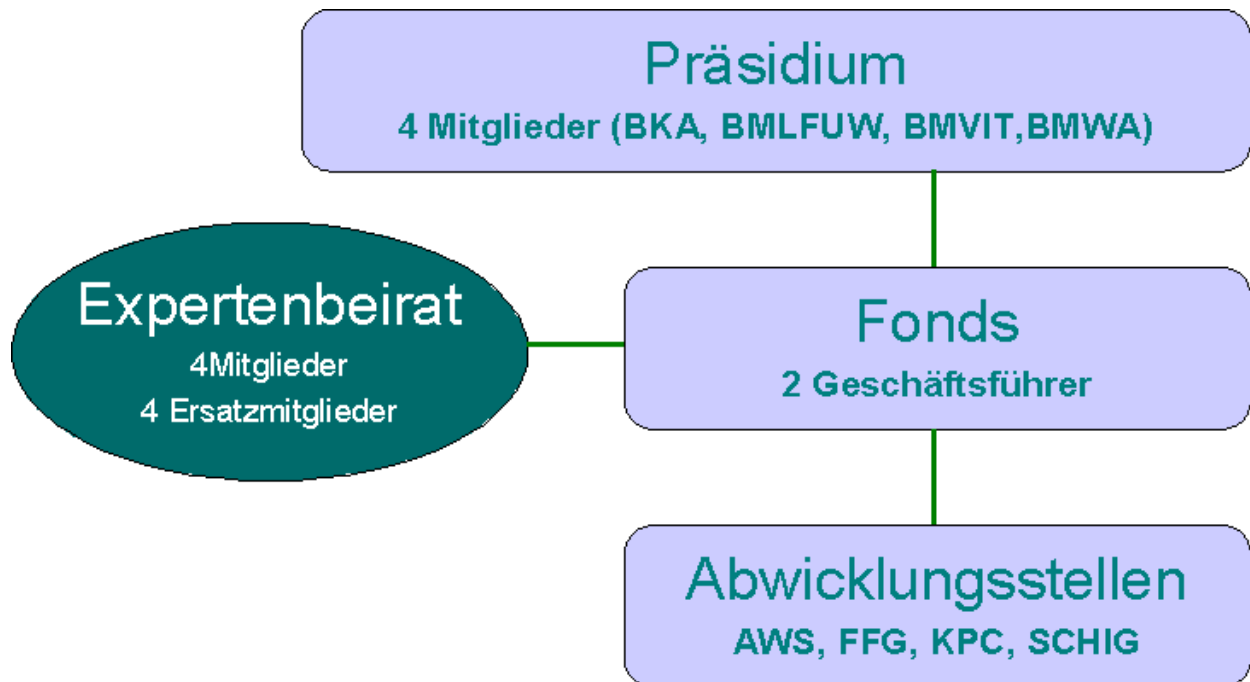 Präsidium
4 Mitglieder (BKA, BMLFUW, BMVIT,BMWA)
Expertenbeirat
4Mitglieder
4 Ersatzmitglieder
Fonds
2 Geschäftsführer
Abwicklungsstellen
AWS, FFG, KPC, SCHIG